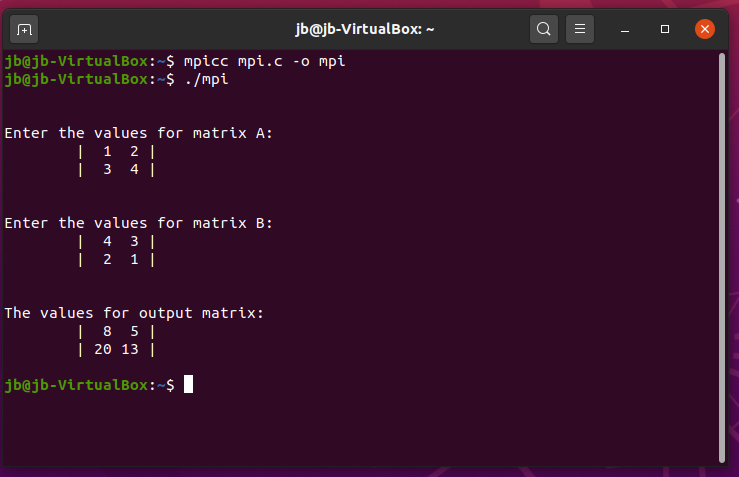 jb@jb-VirtualBox: ~
jb@jb-VirtualBox:~$ mpicc mpi.c -o mpi
jb@jb-VirtualBox:~$ ./mpi
Enter the values for matrix A:
| 1 2 |
| 3 4 |
Enter the values for matrix B:
| 4 3 |
| 2 1 |
The values for output matrix:
| 8 5 |
| 20 13 |
jb@jb-VirtualBox:~$